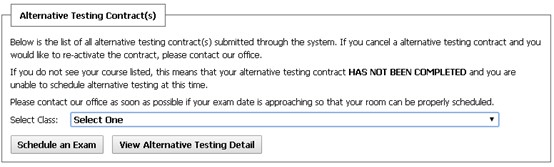 Alternative Testing Contract(s)
Below is the list of all alternative testing contract(s) submitted through the system. If you cancel a alternative testing contract and you
would like to re-activate the contract, please contact our office.
If you do not see your course listed, this means that your alternative testing contract HAS NOT BEEN COMPLETED and you are
unable to schedule alternative testing at this time.
Please contact our office as soon as possible if your exam date is approaching so that your room can be properly scheduled.
Select Class: Select One
Schedule an Exam View Alternative Testing Detail